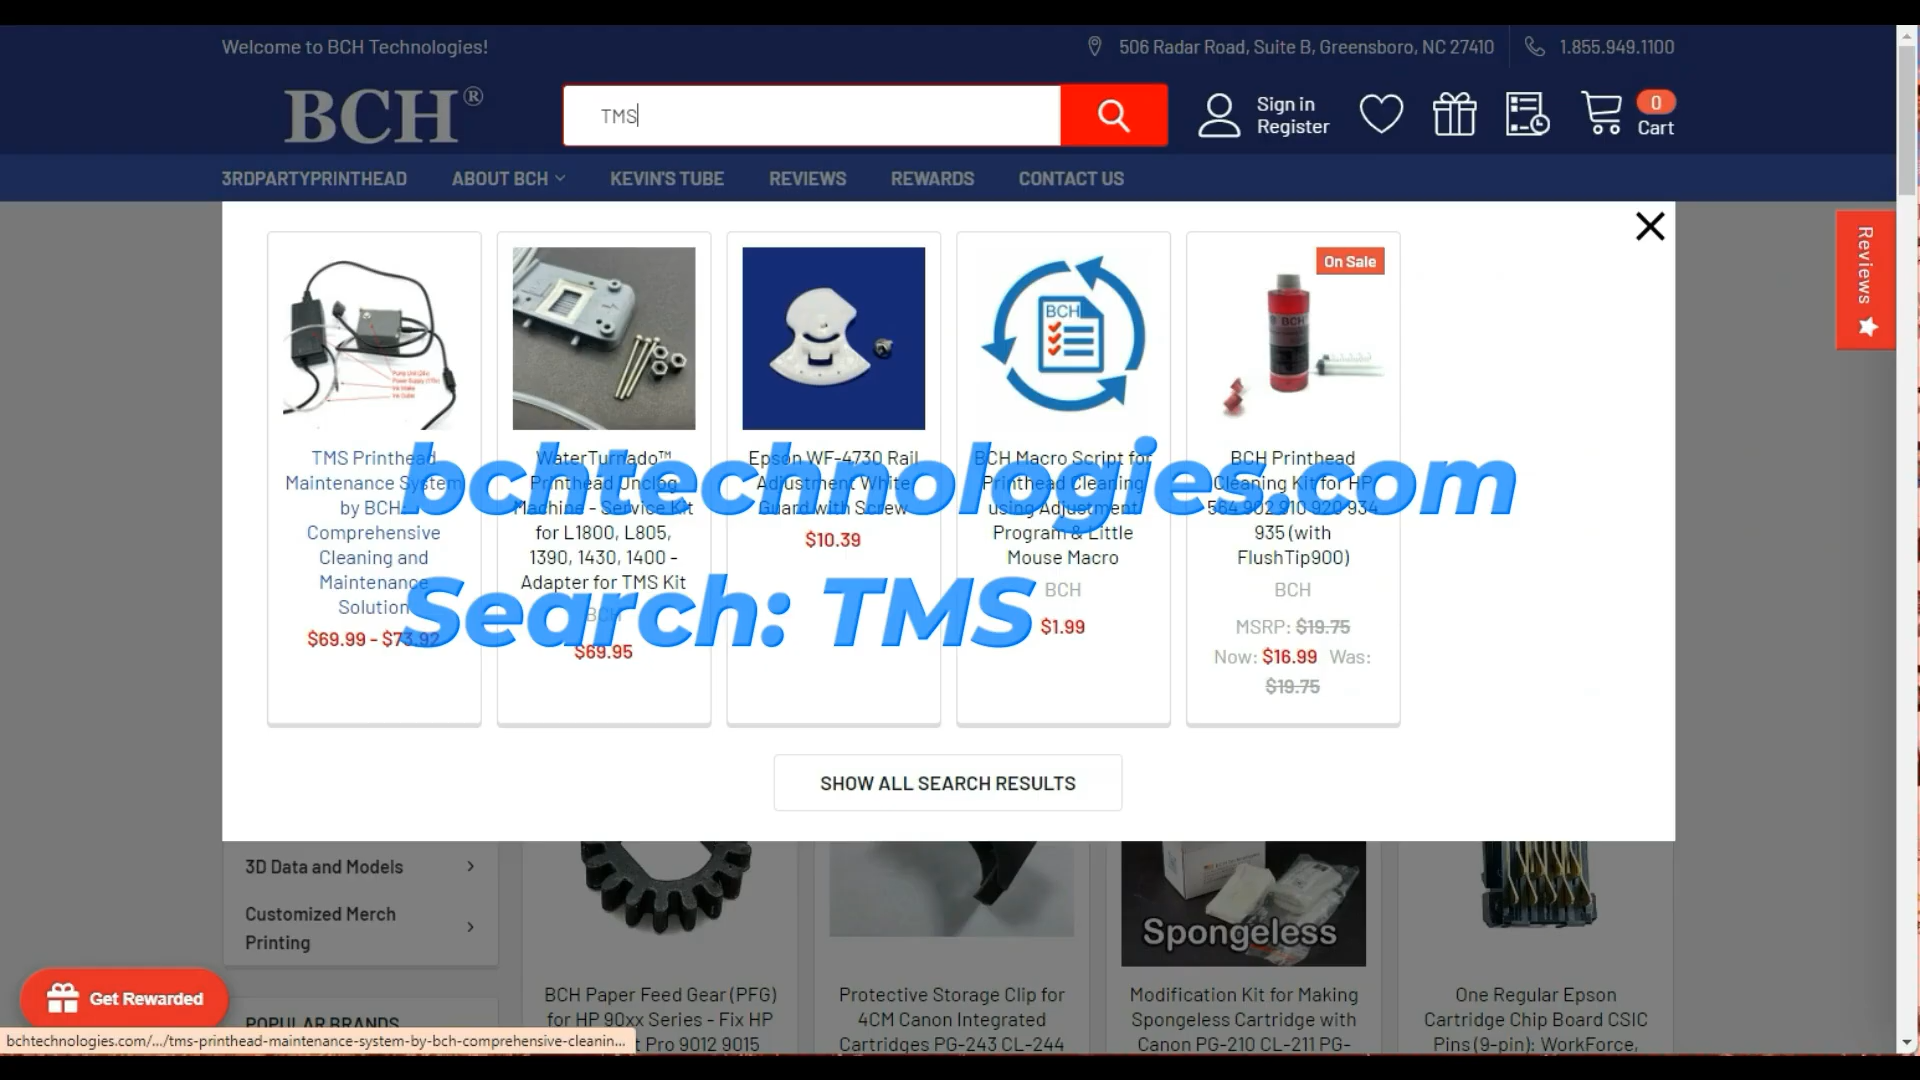 Welcome to BCH Technologies!
506 Radar Road, Suite B, Greensboro, NC 27410
1.855.949.1100
BCH®
TMS
Sign in
Register
0
Cart
3RDPARTYPRINTHEAD
ABOUT BCH
KEVIN'S TUBE
REVIEWS
REWARDS
CONTACT US
Reviews
TMS Printhead
Maintenance System
by BCH:
Comprehensive
Cleaning and
Maintenance
Solution
$69.99 - $73.92
WaterTurnado™
Printhead Unclog
Machine - Service Kit
for L1800, L805,
1390, 1430, 1400 -
Adapter for TMS Kit
BCH
$69.95
Epson WF-4730 Rail
Adjustment White
Guard with Screw
$10.39
BCH
BCH Macro Script for
Printhead Cleaning
using Adjustment
Program & Little
Mouse Macro
BCH
$1.99
On Sale
BCH
BCH Printhead
Cleaning Kit for HP
564 902 910 920 934
935 (with
FlushTip900)
BCH
MSRP: $19.75
Now: $16.99 Was:
$19.75
bchtechnologies.com
Search: TMS
SHOW ALL SEARCH RESULTS
3D Data and Models
Customized Merch
Printing
POPULAR BRANDS
Get Rewarded
Spongeless
BCH Paper Feed Gear (PFG)
for HP 90xx Series - Fix HP
Pro 9012 9015
Protective Storage Clip for
4CM Canon Integrated
Cartridges PG-243 CL-244
Modification Kit for Making
Spongeless Cartridge with
Canon PG-210 CL-211 PG-
One Regular Epson
Cartridge Chip Board CSIC
Pins (9-pin): WorkForce,
bchtechnologies.com/.../tms-printhead-maintenance-system-by-bch-comprehensive-cleanin...